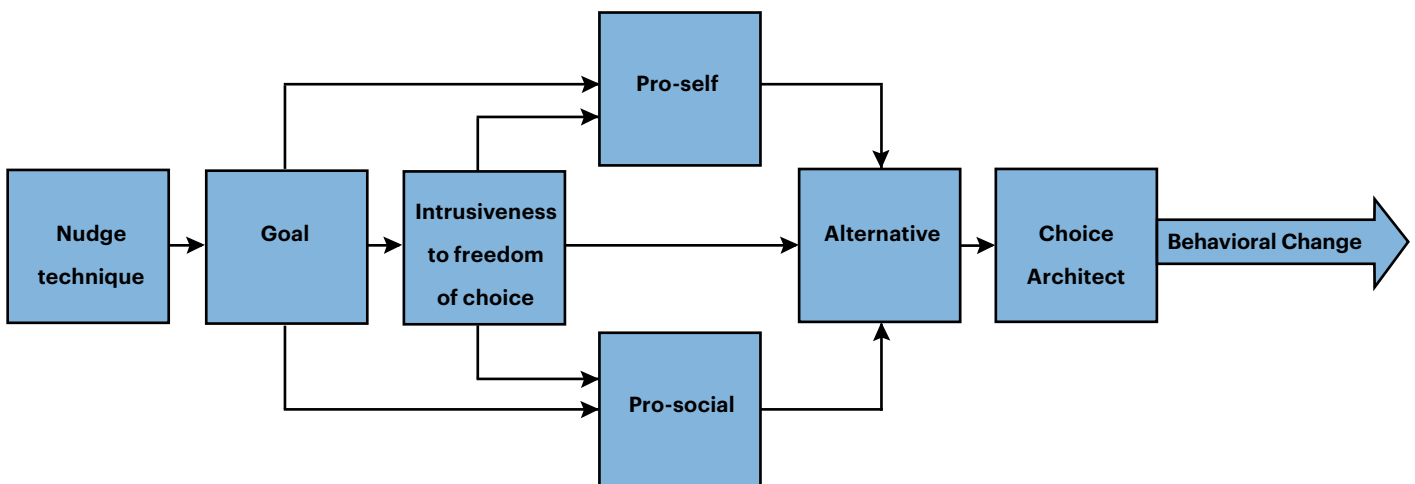 Nudge
technique
Goal
Intrusiveness
to freedom
of choice
Pro-self
Pro-social
Alternative
Choice
Architect
Behavioral Change